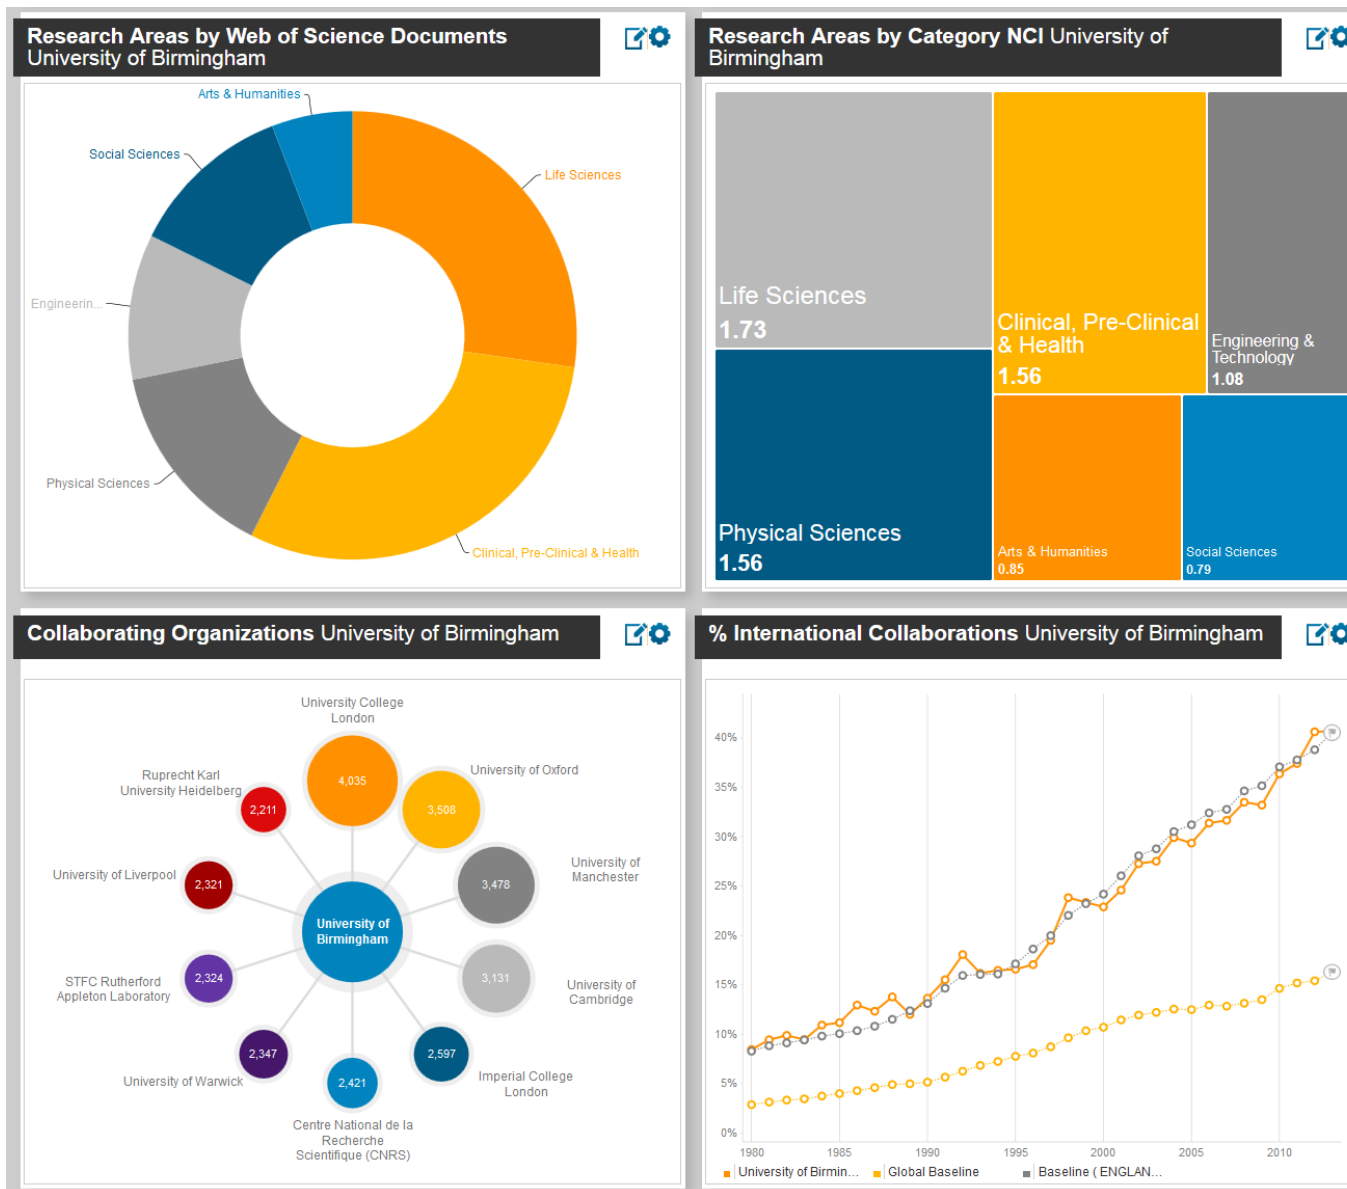 Research Areas by Web of Science Documents
University of Birmingham
Arts & Humanities
Social Sciences
Life Sciences
Engineerin...
Physical Sciences
Clinical, Pre-Clinical & Health
Research Areas by Category NCI University of
Birmingham
Life Sciences
1.73
Clinical, Pre-Clinical
& Health
1.56
Engineering &
Technology
1.08
Physical Sciences
1.56
Arts & Humanities
0.85
Social Sciences
0.79
Collaborating Organizations University of Birmingham
University College
London
4,035
University of Oxford
3,508
University of
Manchester
3,478
University of
Cambridge
3,131
Imperial College
London
2,597
Centre National de la
Recherche
Scientifique (CNRS)
2,421
University of Warwick
2,347
STFC Rutherford
Appleton Laboratory
2,324
University of Liverpool
2,321
Ruprecht Karl
University Heidelberg
2,211
University of
Birmingham
% International Collaborations University of Birmingham
40%
35%
30%
25%
20%
15%
10%
5%
0%
1980 1985 1990 1995 2000 2005 2010
University of Birmin... Global Baseline Baseline ( ENGLAN...